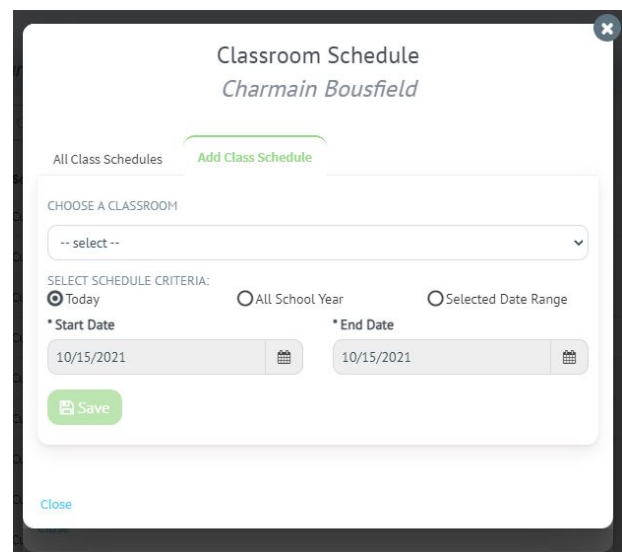 Classroom Schedule
Charmain Bousfield
All Class Schedules Add Class Schedule
CHOOSE A CLASSROOM
-- select --
SELECT SCHEDULE CRITERIA:
Today All School Year Selected Date Range
* Start Date * End Date
10/15/2021 10/15/2021
Save
Close